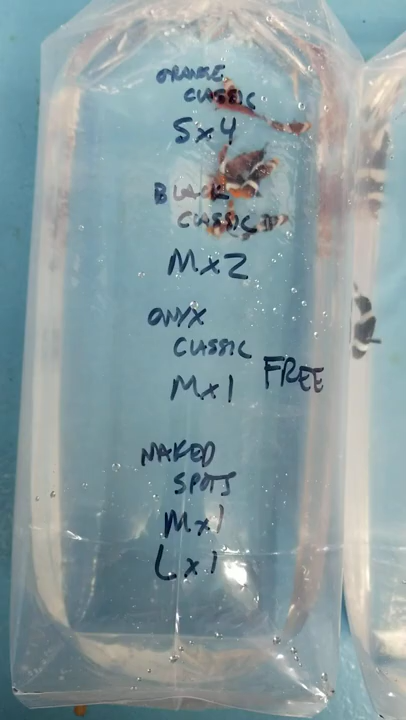 ORANGE
CLASSIC
S x 4
BLACK
CLASSIC
M x 2
ONYX
CLASSIC
M x 1 FREE
NAKED
SPOTS
M x 1
L x 1